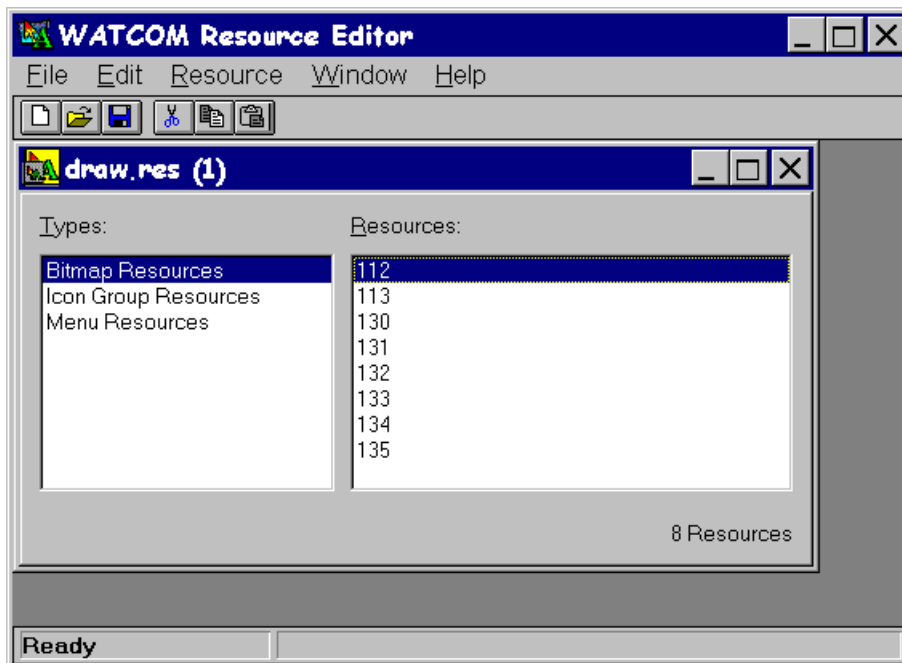 WATCOM Resource Editor
File Edit Resource Window Help
draw.res (1)
Types: Resources:
Bitmap Resources 112
Icon Group Resources 113
Menu Resources 130
131
132
133
134
135
8 Resources
Ready